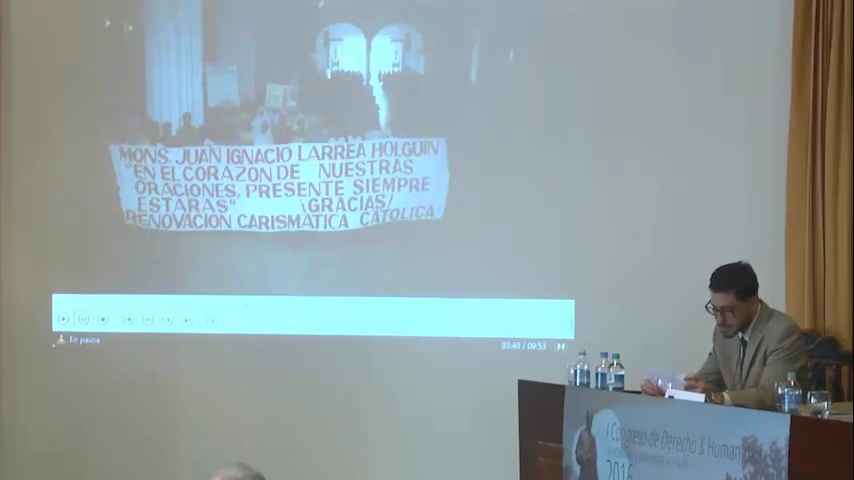 MONS. JUAN IGNACIO LARREA HOLGUIN
"EN EL CORAZON DE NUESTRAS
ORACIONES, PRESENTE SIEMPRE
ESTARAS" ¡GRACIAS!
RENOVACION CARISMATICA CATOLICA
En pausa
03:40 / 09:53
I Congreso de Derecho & Human
2016